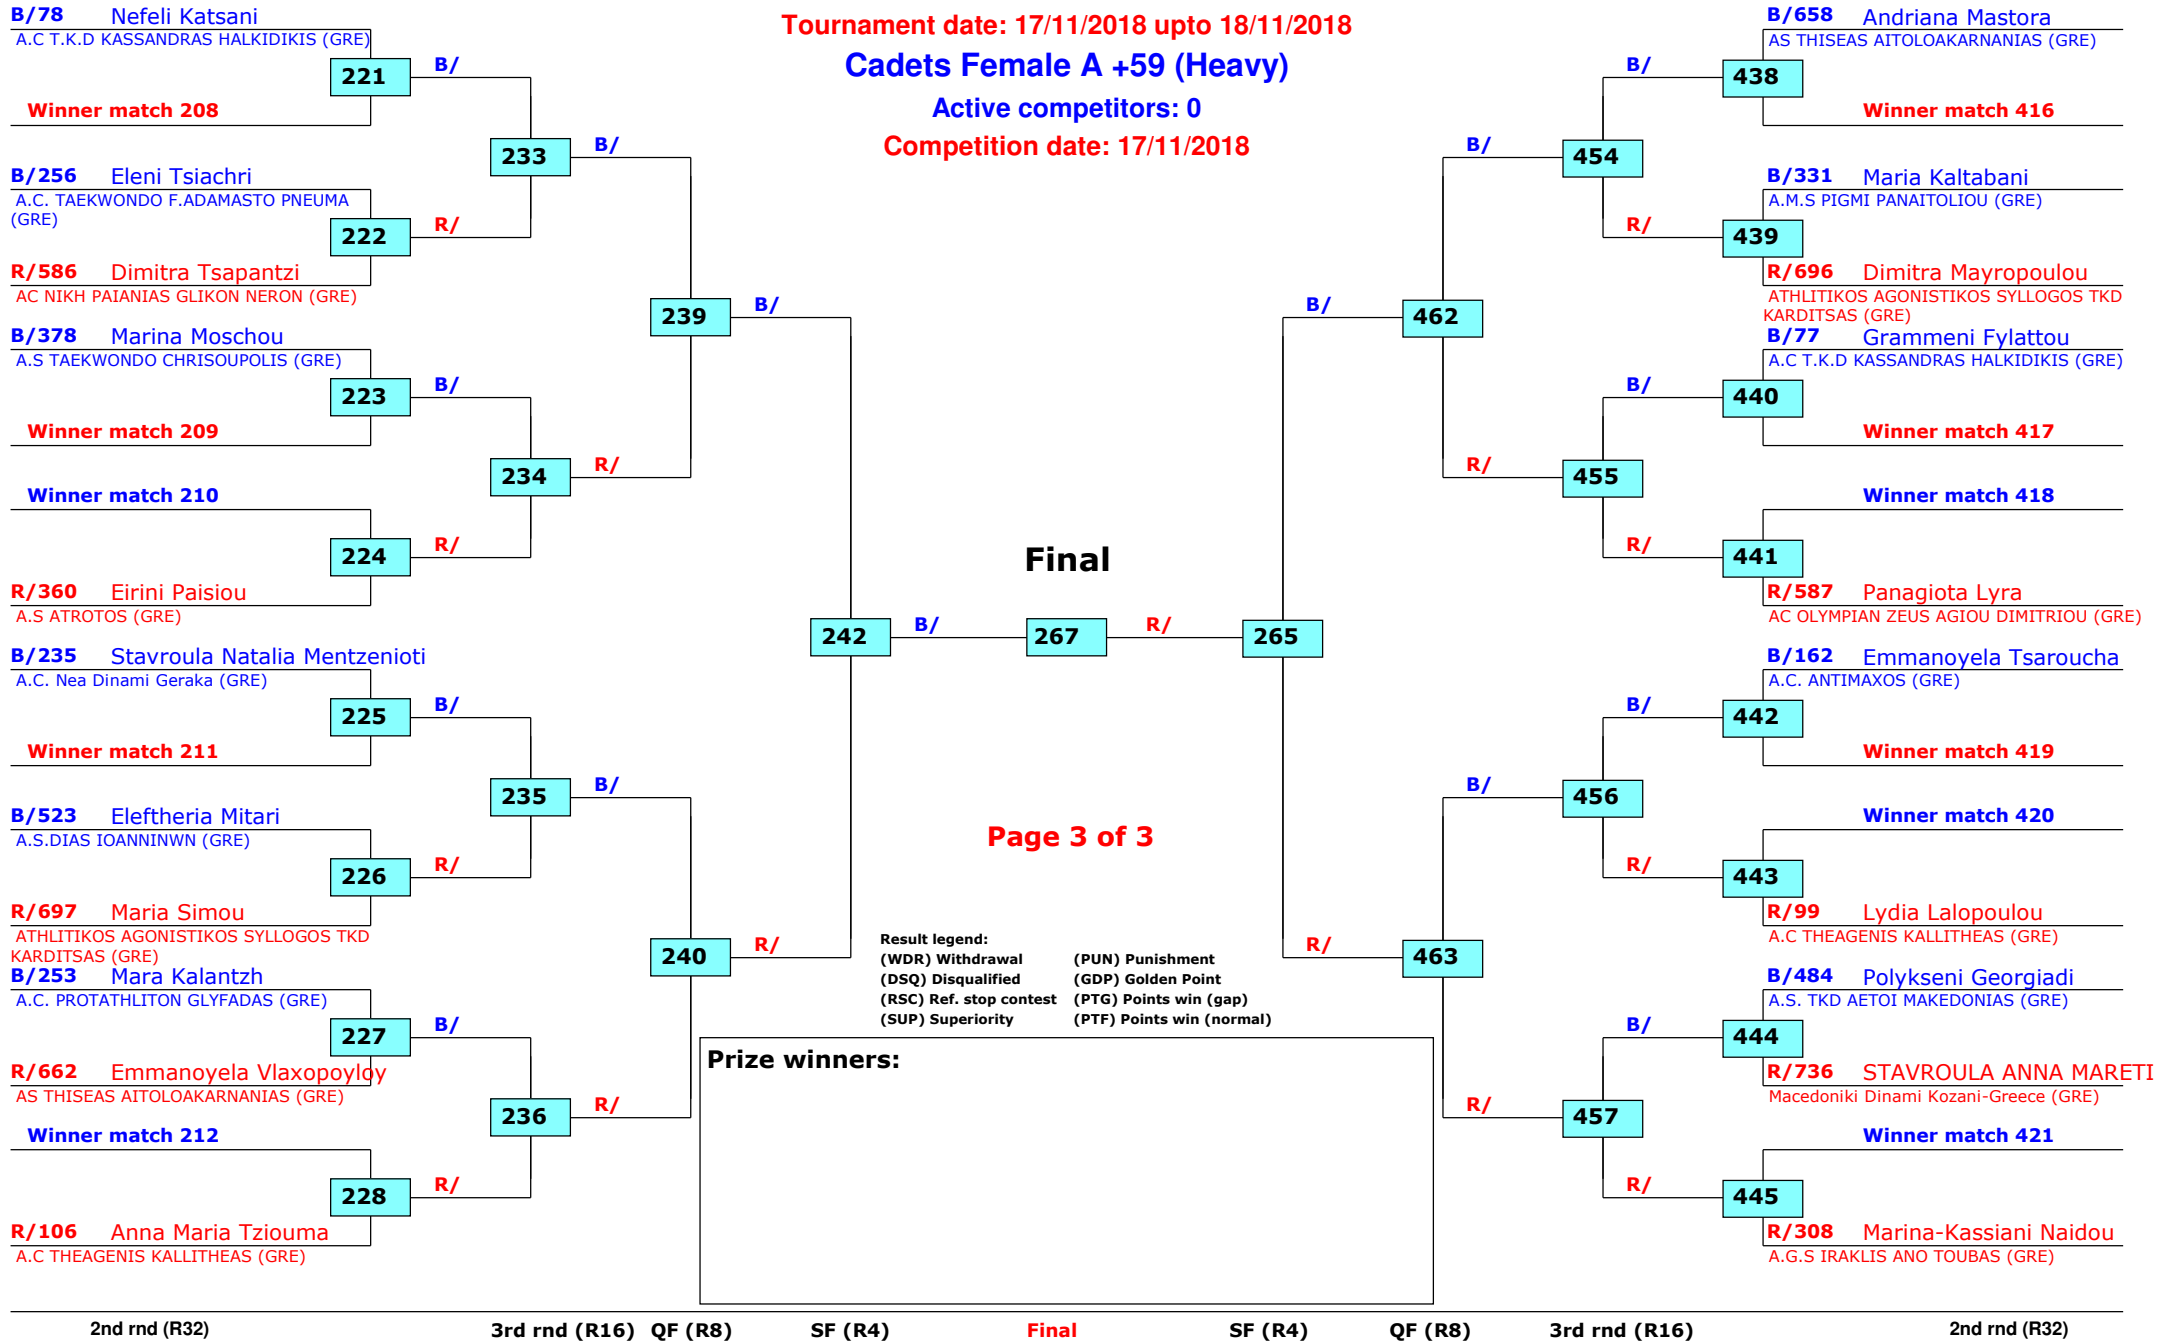 Tournament date: 17/11/2018 upto 18/11/2018
Cadets Female A +59 (Heavy)
Active competitors: 0
Competition date: 17/11/2018
B/78 Nefeli Katsani
A.C T.K.D KASSANDRAS HALKIDIKIS (GRE)
221
B/
Winner match 208
233
B/
B/256 Eleni Tsiachri
A.C. TAEKWONDO F.ADAMASTO PNEUMA
(GRE)
222
R/
R/586 Dimitra Tsapantzi
AC NIKH PAIANIAS GLIKON NERON (GRE)
239
B/
B/378 Marina Moschou
A.S TAEKWONDO CHRISOUPOLIS (GRE)
223
B/
Winner match 209
234
R/
Winner match 210
224
R/
R/360 Eirini Paisiou
A.S ATROTOS (GRE)
242
B/
B/235 Stavroula Natalia Mentzenioti
A.C. Nea Dinami Geraka (GRE)
225
B/
Winner match 211
235
B/
B/523 Eleftheria Mitari
A.S.DIAS IOANNINWN (GRE)
226
R/
R/697 Maria Simou
ATHLITIKOS AGONISTIKOS SYLLOGOS TKD
KARDITSAS (GRE)
240
R/
B/253 Mara Kalantzh
A.C. PROTATHLITON GLYFADAS (GRE)
227
B/
R/662 Emmanoyela Vlaxopoyloy
AS THISEAS AITOLOAKARNANIAS (GRE)
236
R/
Winner match 212
228
R/
R/106 Anna Maria Tziouma
A.C THEAGENIS KALLITHEAS (GRE)
Final
267
R/
265
Page 3 of 3
Result legend:
(WDR) Withdrawal (PUN) Punishment
(DSQ) Disqualified (GDP) Golden Point
(RSC) Ref. stop contest (PTG) Points win (gap)
(SUP) Superiority (PTF) Points win (normal)
Prize winners:
B/658 Andriana Mastora
AS THISEAS AITOLOAKARNANIAS (GRE)
B/
438
Winner match 416
B/
454
B/331 Maria Kaltabani
A.M.S PIGMI PANAITOLIOU (GRE)
R/
439
R/696 Dimitra Mayropoulou
ATHLITIKOS AGONISTIKOS SYLLOGOS TKD
KARDITSAS (GRE)
B/
462
B/77 Grammeni Fylattou
A.C T.K.D KASSANDRAS HALKIDIKIS (GRE)
B/
440
Winner match 417
R/
455
Winner match 418
R/
441
R/587 Panagiota Lyra
AC OLYMPIAN ZEUS AGIOU DIMITRIOU (GRE)
B/162 Emmanoyela Tsaroucha
A.C. ANTIMAXOS (GRE)
B/
442
Winner match 419
B/
456
Winner match 420
R/
443
R/99 Lydia Lalopoulou
A.C THEAGENIS KALLITHEAS (GRE)
R/
463
B/484 Polykseni Georgiadi
A.S. TKD AETOI MAKEDONIAS (GRE)
B/
444
R/736 STAVROULA ANNA MARETI
Macedoniki Dinami Kozani-Greece (GRE)
R/
457
Winner match 421
R/
445
R/308 Marina-Kassiani Naidou
A.G.S IRAKLIS ANO TOUBAS (GRE)
2nd rnd (R32) 3rd rnd (R16) QF (R8) SF (R4) Final SF (R4) QF (R8) 3rd rnd (R16) 2nd rnd (R32)